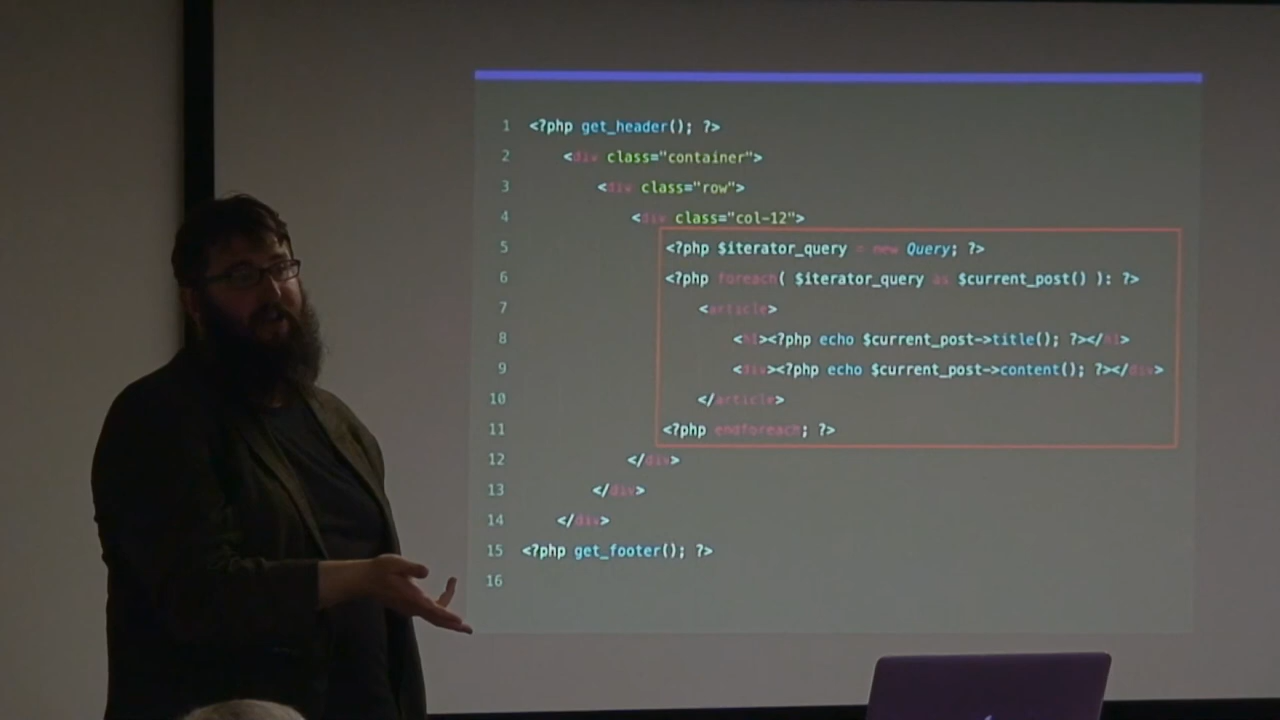 1 <?php get_header(); ?>
2 <div class="container">
3 <div class="row">
4 <div class="col-12">
5 <?php $iterator_query = new Query; ?>
6 <?php foreach( $iterator_query as $current_post() ): ?>
7 <article>
8 <h1><?php echo $current_post->title(); ?></h1>
9 <div><?php echo $current_post->content(); ?></div>
10 </article>
11 <?php endforeach; ?>
12 </div>
13 </div>
14 </div>
15 <?php get_footer(); ?>
16